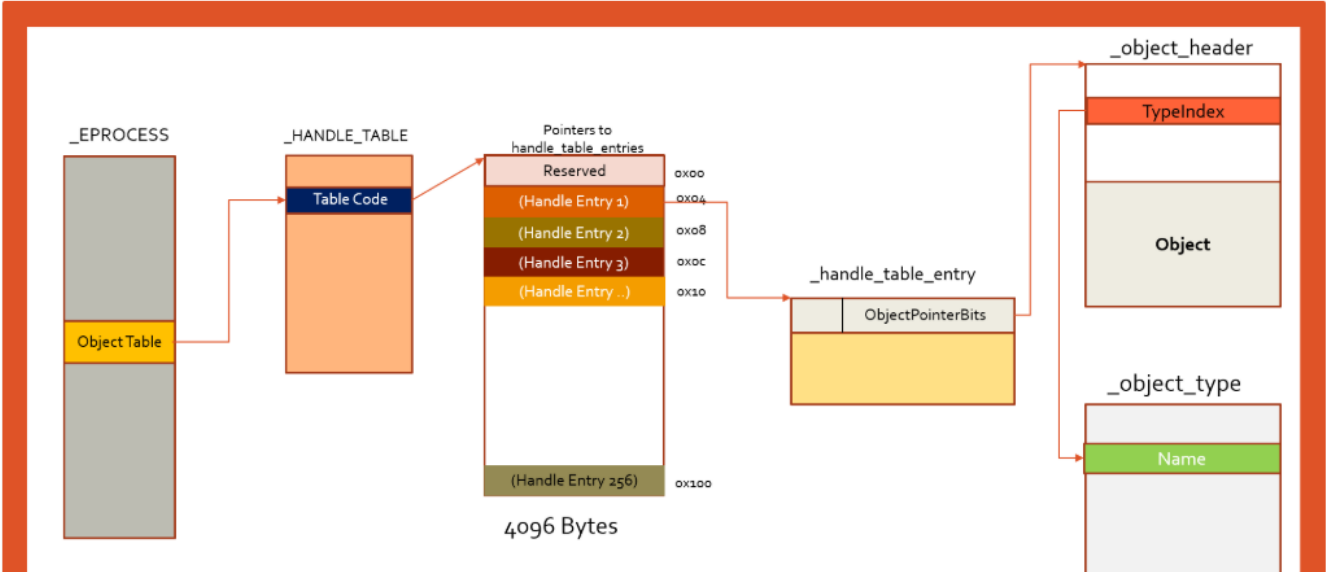 _EPROCESS
Object Table
_HANDLE_TABLE
Table Code
Pointers to
handle_table_entries
Reserved
0x00
(Handle Entry 1)
0x04
(Handle Entry 2)
0x08
(Handle Entry 3)
0x0c
(Handle Entry ..)
0x10
(Handle Entry 256)
0x100
4096 Bytes
_handle_table_entry
ObjectPointerBits
_object_header
TypeIndex
Object
_object_type
Name